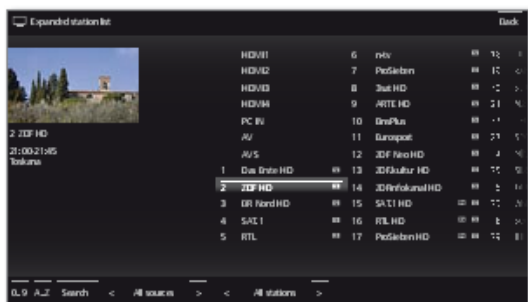 Expanded station list
Back
HDMI1
HDMI2
HDMI3
HDMI4
PC IN
AV
AV5
1 Das Erste HD
2 ZDF HD
3 BR Nord HD
4 SAT.1
5 RTL
6 n-tv
7 ProSieben
8 3sat HD
9 ARTE HD
10 EinsPlus
11 Eurosport
12 ZDF Neo HD
13 ZDFkultur HD
14 ZDFinfokanal HD
15 SAT.1 HD
16 RTL HD
17 ProSieben HD
2 ZDF HD
21:00-21:45
Toskana
0..9 A..Z Search < All sources > < All stations >